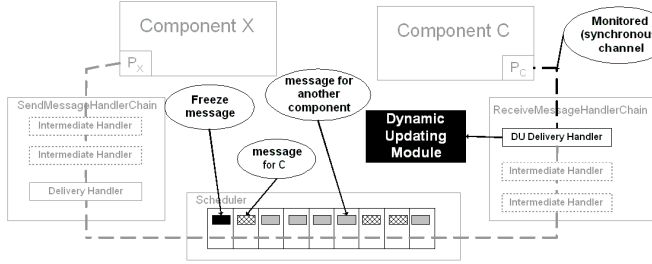 Component X
Component C
Monitored
(synchronous
channel
PX
PC
SendMessageHandlerChain
Freeze
message
message for
another
component
ReceiveMessageHandlerChain
Intermediate Handler
Intermediate Handler
Delivery Handler
message
for C
Dynamic
Updating
Module
DU Delivery Handler
Intermediate Handler
Intermediate Handler
Scheduler